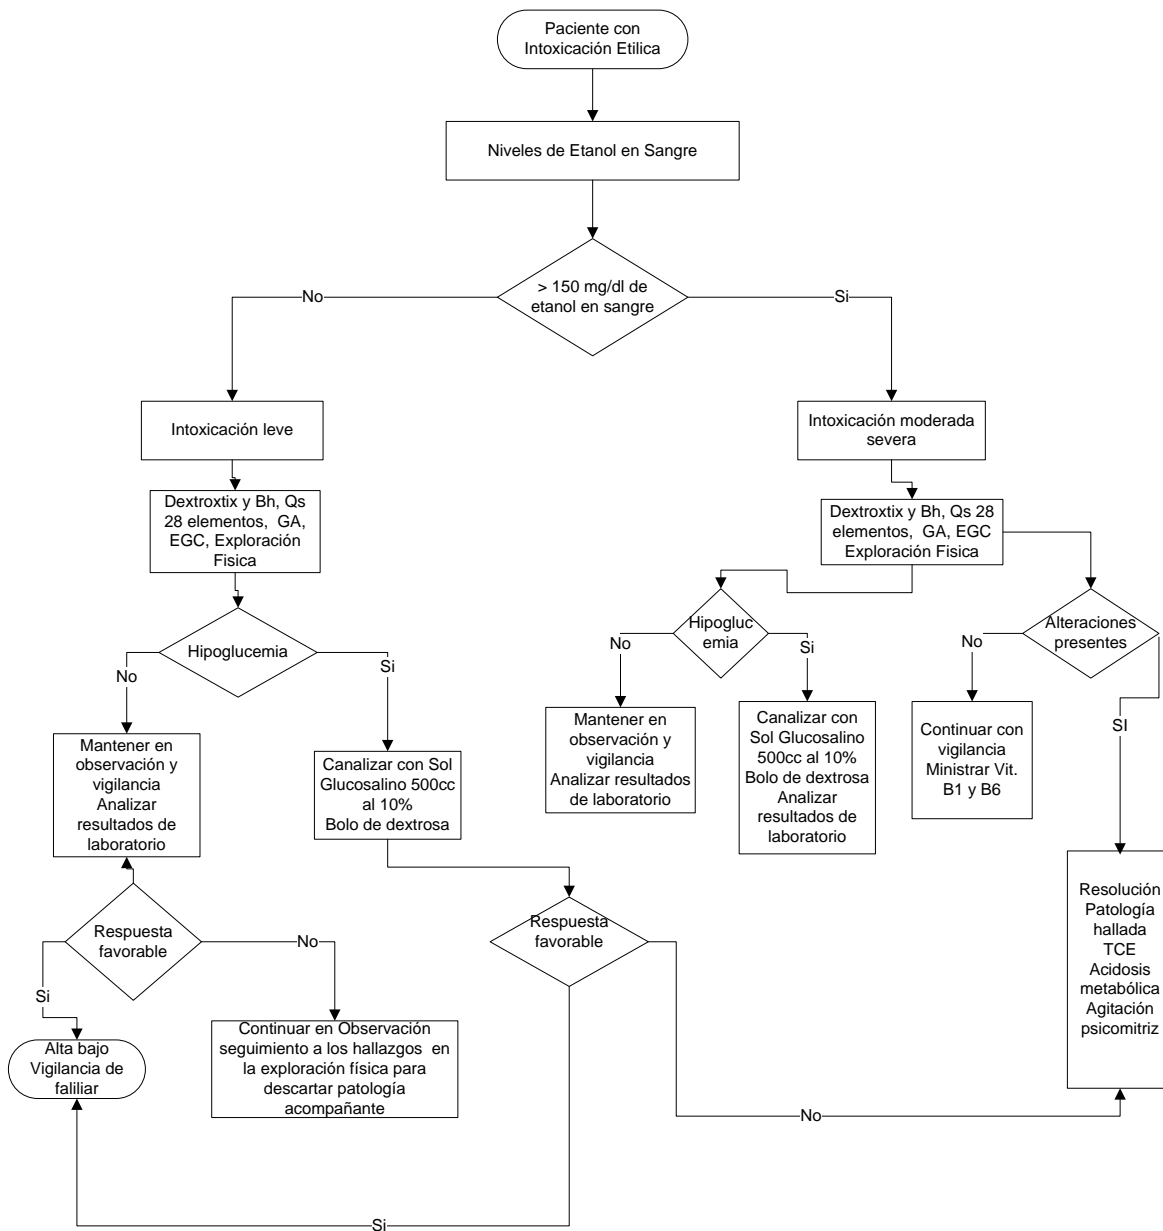 Paciente con
Intoxicación Etilica
Niveles de Etanol en Sangre
> 150 mg/dl de
etanol en sangre
No
Si
Intoxicación leve
Intoxicación moderada
severa
Dextroxtix y Bh, Qs
28 elementos, GA,
EGC, Exploración
Fisica
Dextroxtix y Bh, Qs 28
elementos, GA, EGC
Exploración Fisica
Hipoglucemia
No
Si
Hipogluc
emia
No
Si
Alteraciones
presentes
No
SI
Mantener en
observación y
vigilancia
Analizar
resultados de
laboratorio
Canalizar con Sol
Glucosalino 500cc
al 10%
Bolo de dextrosa
Mantener en
observación y
vigilancia
Analizar resultados
de laboratorio
Canalizar con
Sol Glucosalino
500cc al 10%
Bolo de dextrosa
Analizar
resultados de
laboratorio
Continuar con
vigilancia
Ministrar Vit.
B1 y B6
Resolución
Patología
hallada
TCE
Acidosis
metabólica
Agitación
psicomitriz
Respuesta
favorable
No
Si
Respuesta
favorable
No
Si
Alta bajo
Vigilancia de
faliliar
Continuar en Observación
seguimiento a los hallazgos en
la exploración física para
descartar patología
acompañante